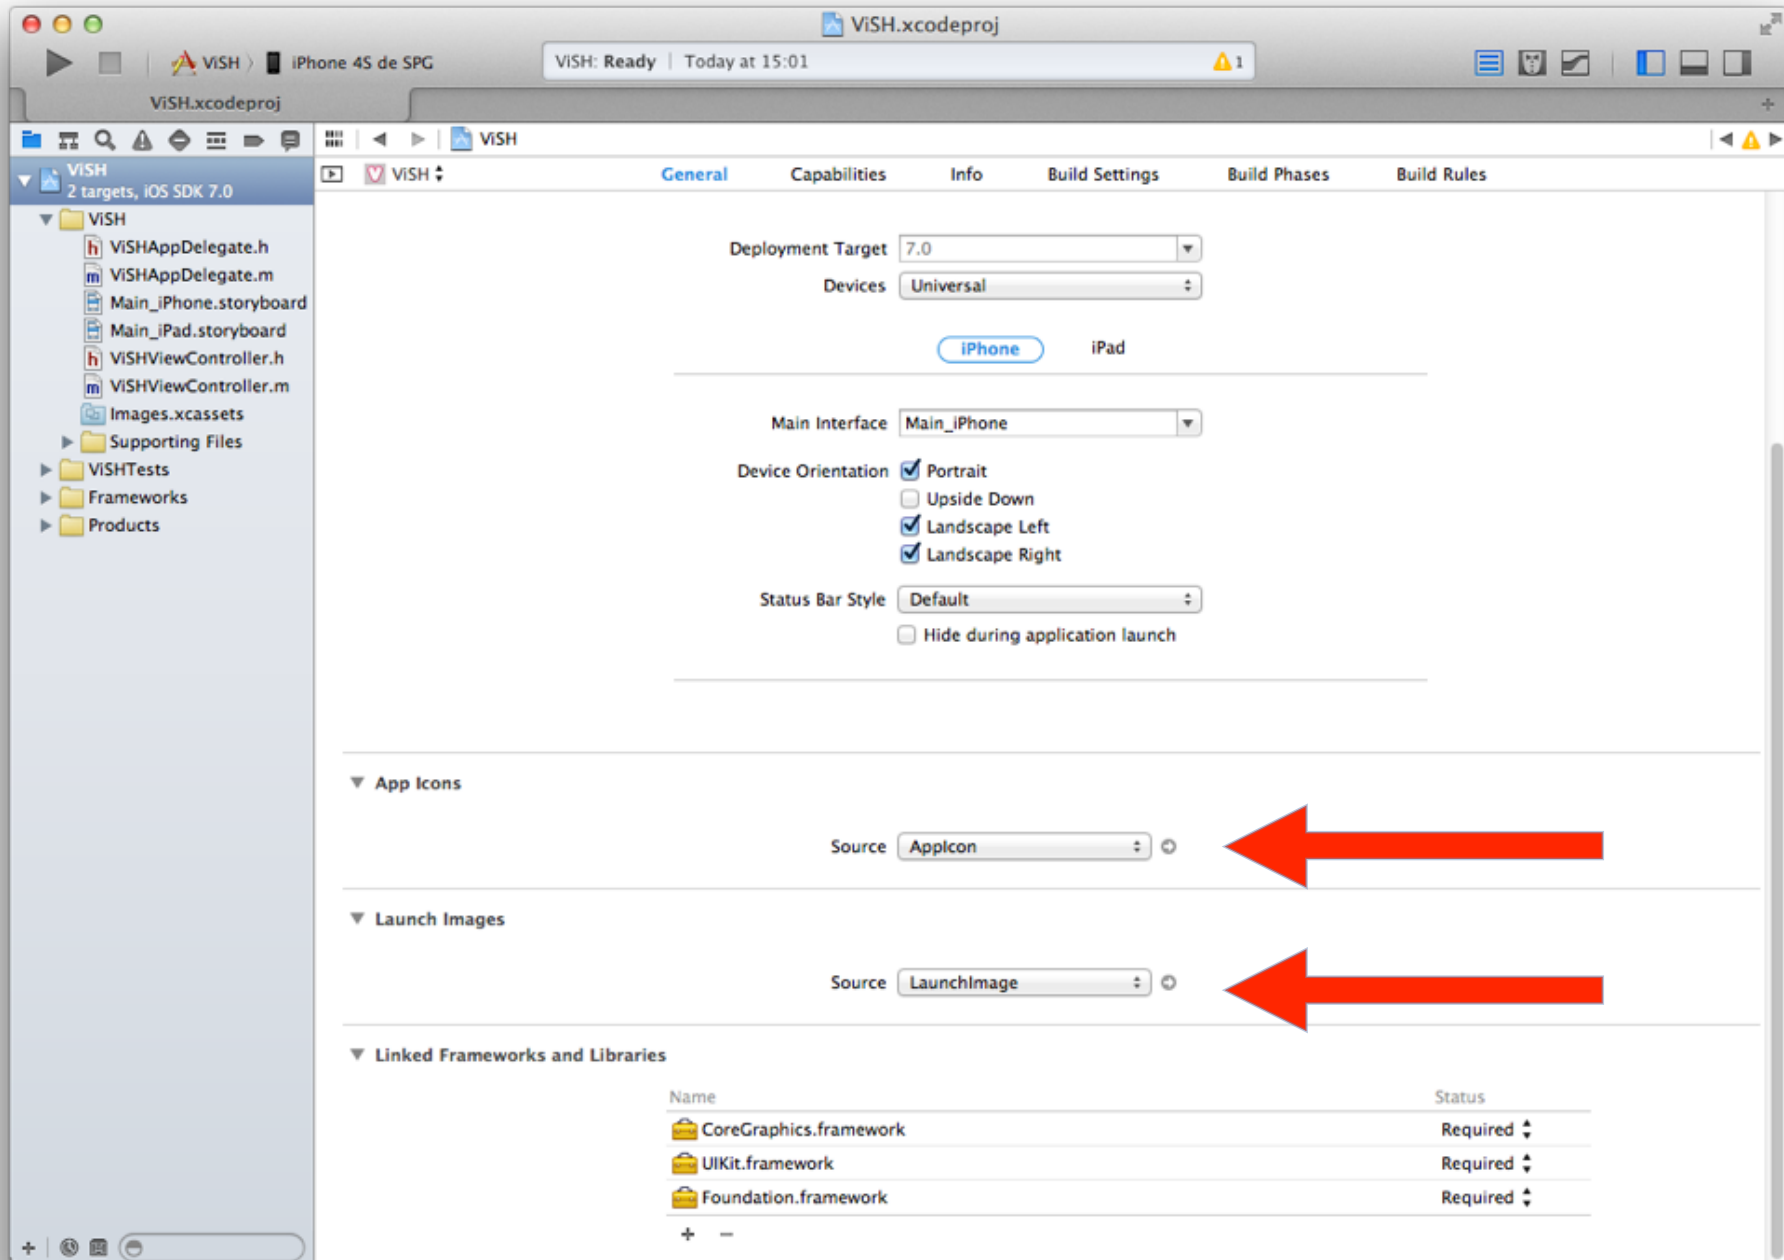 ViSH.xcodeproj
ViSH iPhone 4S de SPG
ViSH: Ready Today at 15:01 1
ViSH.xcodeproj
ViSH
ViSH
2 targets, iOS SDK 7.0
ViSH
ViSHAppDelegate.h
ViSHAppDelegate.m
Main_iPhone.storyboard
Main_iPad.storyboard
ViSHViewController.h
ViSHViewController.m
Images.xcassets
Supporting Files
ViSHTests
Frameworks
Products
ViSH General Capabilities Info Build Settings Build Phases Build Rules
Deployment Target 7.0
Devices Universal
iPhone iPad
Main Interface Main_iPhone
Device Orientation Portrait
Upside Down
Landscape Left
Landscape Right
Status Bar Style Default
Hide during application launch
App Icons
Source AppIcon
Launch Images
Source LaunchImage
Linked Frameworks and Libraries
Name Status
CoreGraphics.framework Required
UIKit.framework Required
Foundation.framework Required